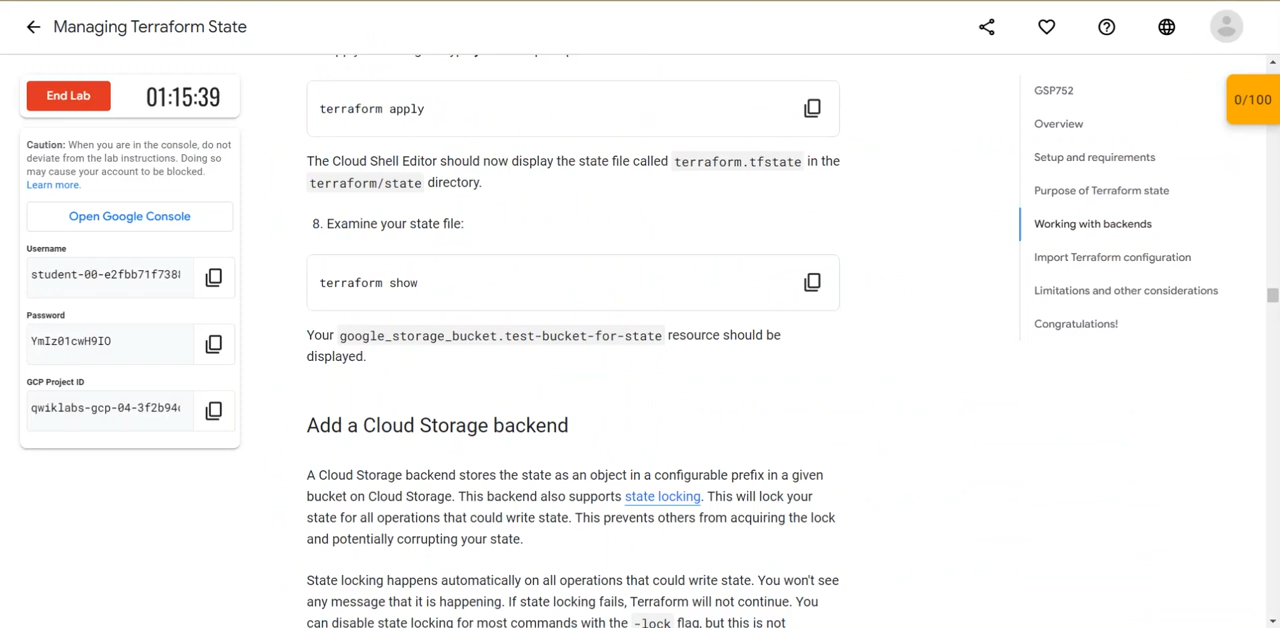 Managing Terraform State
End Lab
01:15:39
Caution: When you are in the console, do not
deviate from the lab instructions. Doing so
may cause your account to be blocked.
Learn more.
Open Google Console
Username
student-00-e2fbb71f738
Password
YmIz01cwH9IO
GCP Project ID
qwiklabs-gcp-04-3f2b94
terraform apply
The Cloud Shell Editor should now display the state file called terraform.tfstate in the
terraform/state directory.
8. Examine your state file:
terraform show
Your google_storage_bucket.test-bucket-for-state resource should be
displayed.
Add a Cloud Storage backend
A Cloud Storage backend stores the state as an object in a configurable prefix in a given
bucket on Cloud Storage. This backend also supports state locking. This will lock your
state for all operations that could write state. This prevents others from acquiring the lock
and potentially corrupting your state.
State locking happens automatically on all operations that could write state. You won't see
any message that it is happening. If state locking fails, Terraform will not continue. You
can disable state locking for most commands with the -lock flag, but this is not
GSP752
Overview
Setup and requirements
Purpose of Terraform state
Working with backends
Import Terraform configuration
Limitations and other considerations
Congratulations!
0/100